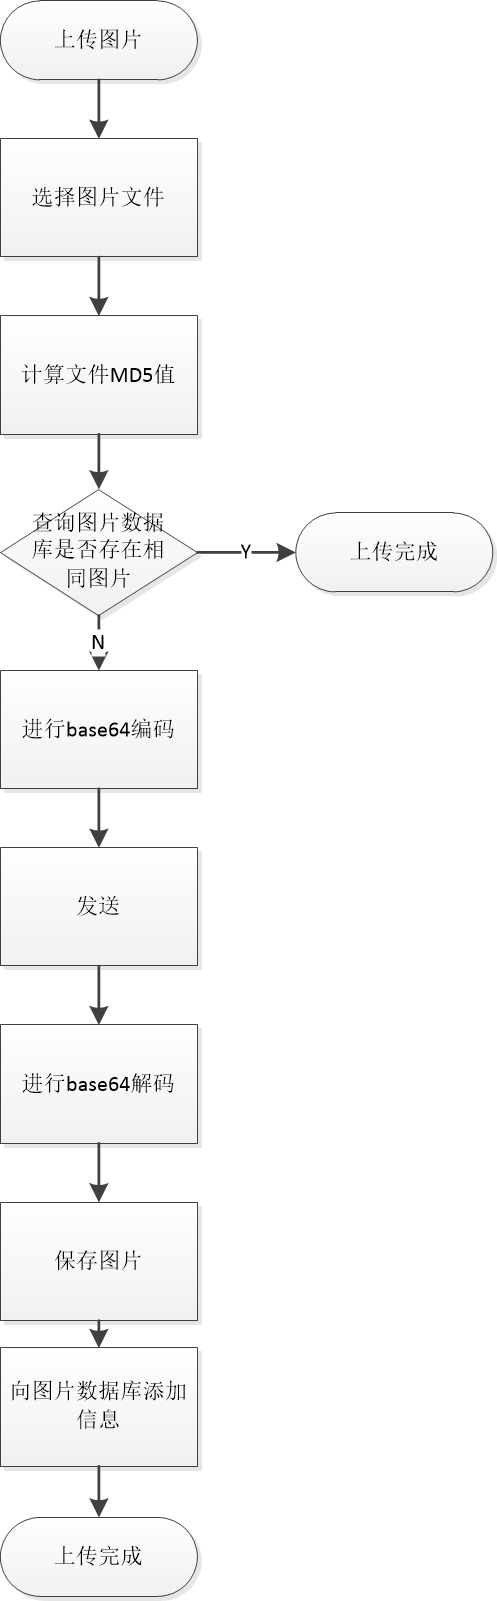 上传图片
选择图片文件
计算文件MD5值
查询图片数据
库是否存在相
同图片
Y
上传完成
N
进行base64编码
发送
进行base64解码
保存图片
向图片数据库添加
信息
上传完成